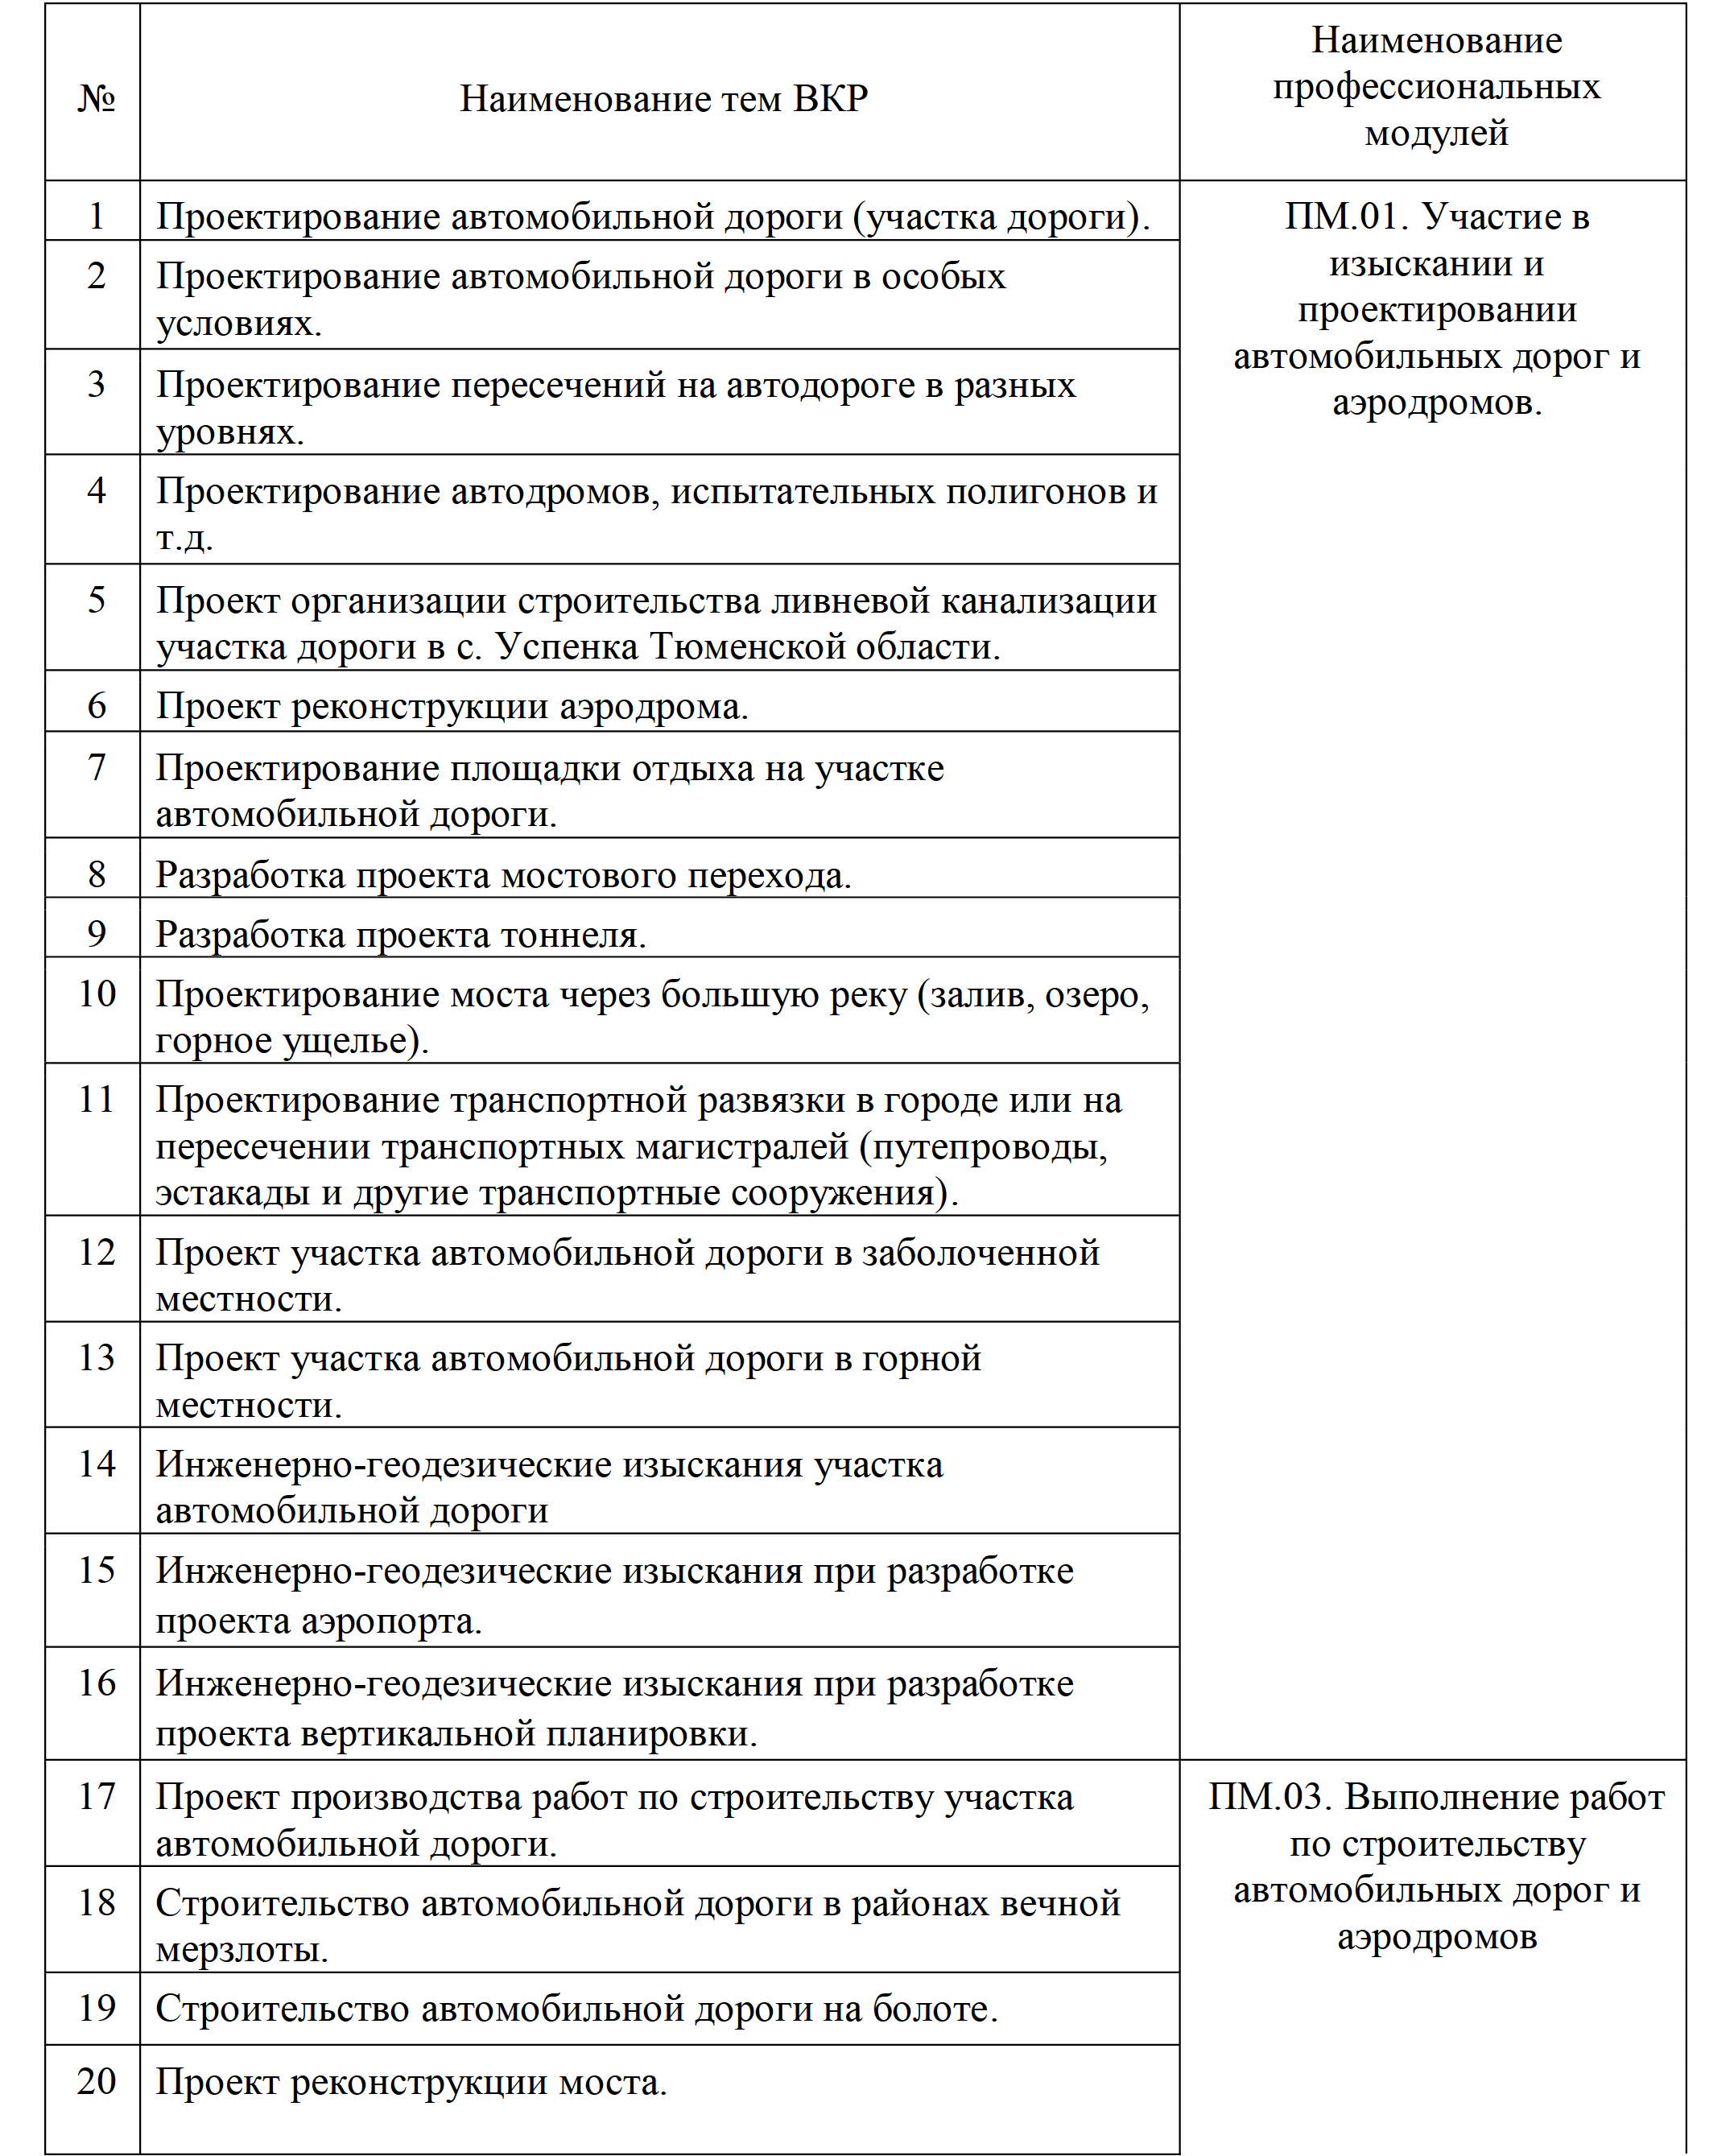 №
Наименование тем ВКР
Наименование
профессиональных
модулей
1
Проектирование автомобильной дороги (участка дороги).
ПМ.01. Участие в
изыскании и
проектировании
автомобильных дорог и
аэродромов.
2
Проектирование автомобильной дороги в особых
условиях.
3
Проектирование пересечений на автодороге в разных
уровнях.
4
Проектирование автодромов, испытательных полигонов и
т.д.
5
Проект организации строительства ливневой канализации
участка дороги в с. Успенка Тюменской области.
6
Проект реконструкции аэродрома.
7
Проектирование площадки отдыха на участке
автомобильной дороги.
8
Разработка проекта мостового перехода.
9
Разработка проекта тоннеля.
10
Проектирование моста через большую реку (залив, озеро,
горное ущелье).
11
Проектирование транспортной развязки в городе или на
пересечении транспортных магистралей (путепроводы,
эстакады и другие транспортные сооружения).
12
Проект участка автомобильной дороги в заболоченной
местности.
13
Проект участка автомобильной дороги в горной
местности.
14
Инженерно-геодезические изыскания участка
автомобильной дороги
15
Инженерно-геодезические изыскания при разработке
проекта аэропорта.
16
Инженерно-геодезические изыскания при разработке
проекта вертикальной планировки.
17
Проект производства работ по строительству участка
автомобильной дороги.
ПМ.03. Выполнение работ
по строительству
автомобильных дорог и
аэродромов
18
Строительство автомобильной дороги в районах вечной
мерзлоты.
19
Строительство автомобильной дороги на болоте.
20
Проект реконструкции моста.